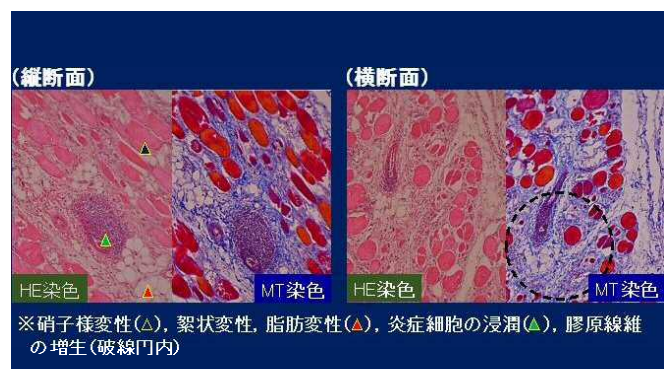 (縦断面)
(横断面)
HE染色
MT染色
HE染色
MT染色
※硝子様変性(△), 絮状変性, 脂肪変性(▲), 炎症細胞の浸潤(▲), 膠原線維
の増生(破線円内)